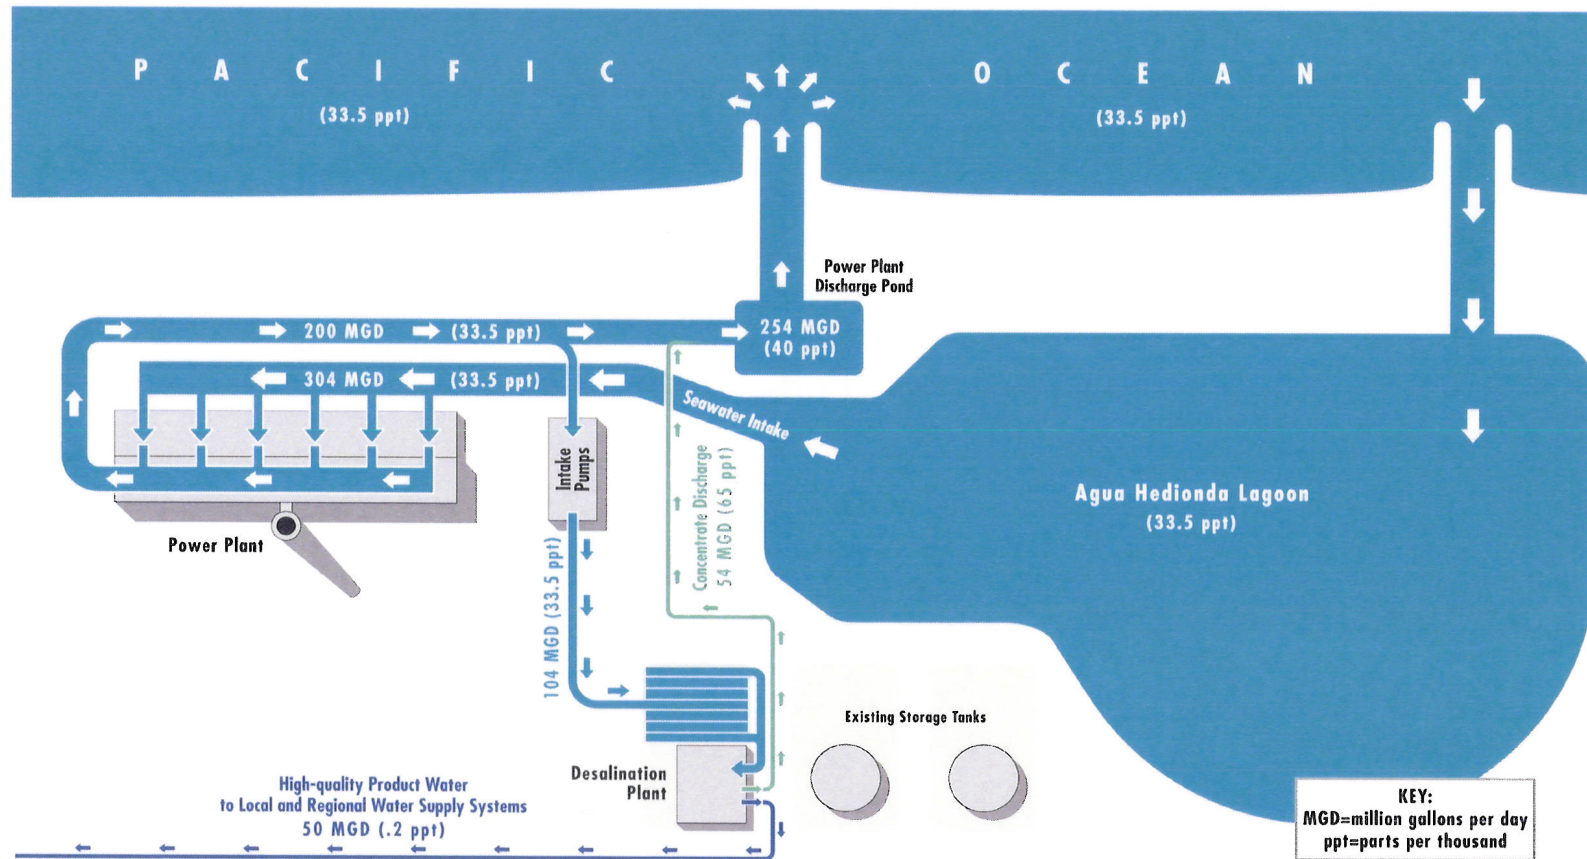 PACIFIC OCEAN
(33.5 ppt)
(33.5 ppt)
Power Plant
Discharge Pond
200 MGD (33.5 ppt)
254 MGD
(40 ppt)
304 MGD (33.5 ppt)
Seawater Intake
Intake
Pumps
Concentrate Discharge
54 MGD (65 ppt)
Agua Hedionda Lagoon
(33.5 ppt)
Power Plant
104 MGD (33.5 ppt)
Existing Storage Tanks
Desalination
Plant
High-quality Product Water
to Local and Regional Water Supply Systems
50 MGD (.2 ppt)
KEY:
MGD=million gallons per day
ppt=parts per thousand